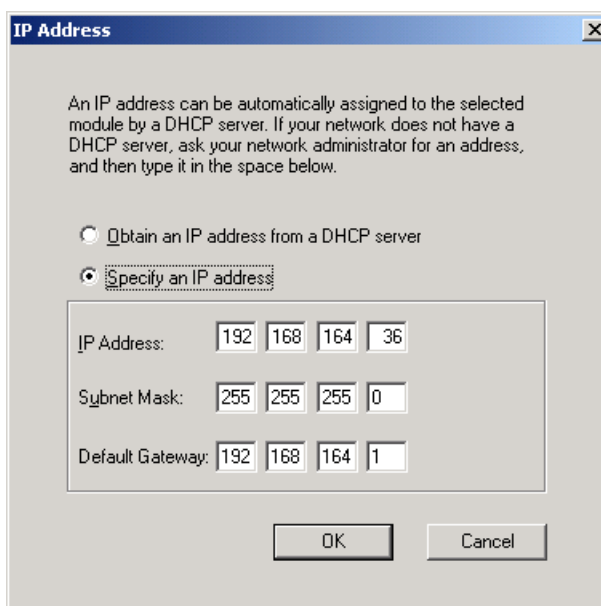 IP Address
An IP address can be automatically assigned to the selected
module by a DHCP server. If your network does not have a
DHCP server, ask your network administrator for an address,
and then type it in the space below.
Obtain an IP address from a DHCP server
Specify an IP address
IP Address: 192 168 164 36
Subnet Mask: 255 255 255 0
Default Gateway: 192 168 164 1
OK Cancel